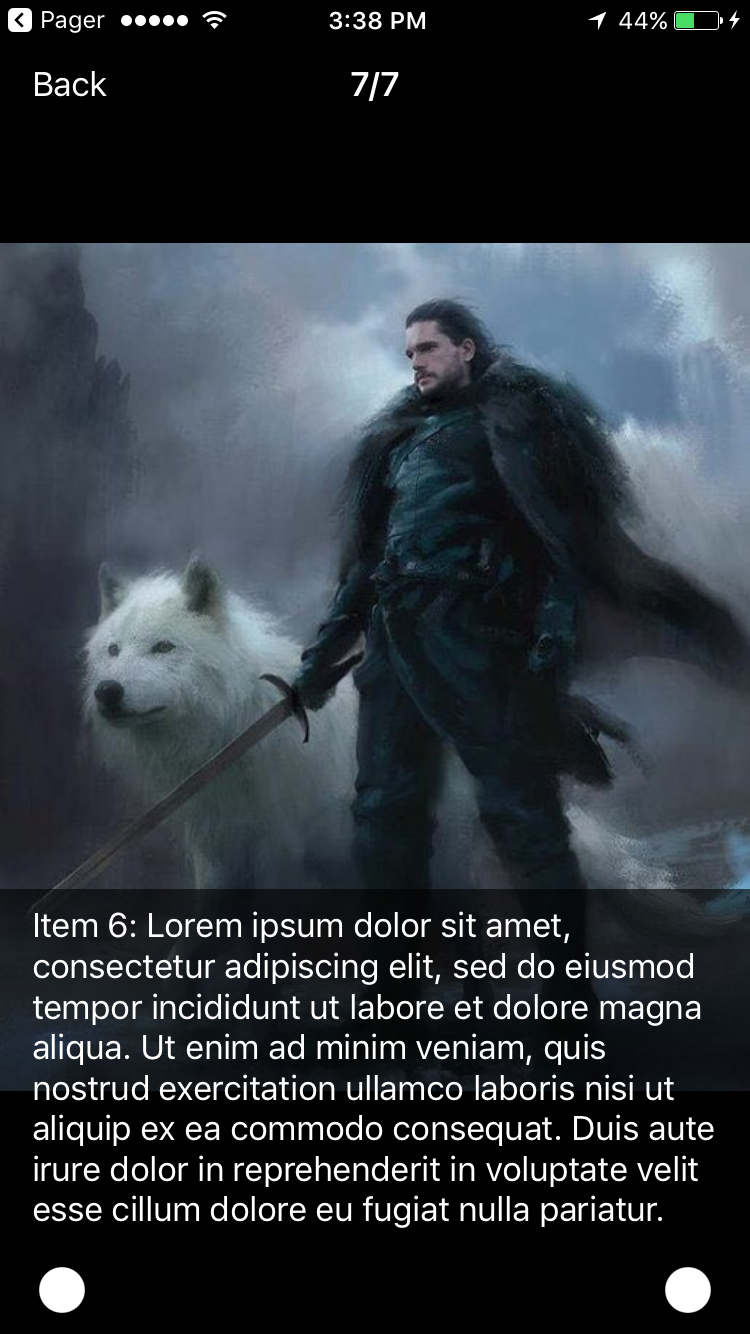 Pager 3:38 PM 44%
Back 7/7
Item 6: Lorem ipsum dolor sit amet,
consectetur adipiscing elit, sed do eiusmod
tempor incididunt ut labore et dolore magna
aliqua. Ut enim ad minim veniam, quis
nostrud exercitation ullamco laboris nisi ut
aliquip ex ea commodo consequat. Duis aute
irure dolor in reprehenderit in voluptate velit
esse cillum dolore eu fugiat nulla pariatur.